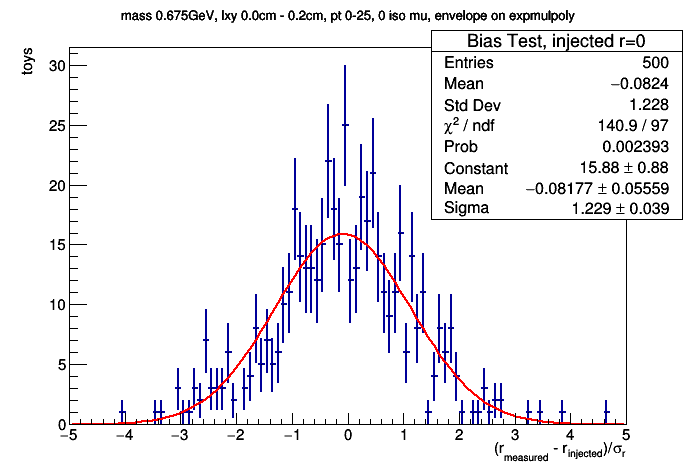 mass 0.675GeV, lxy 0.0cm - 0.2cm, pt 0-25, 0 iso mu, envelope on expmulpoly
Bias Test, injected r=0
Entries 500
Mean −0.0824
Std Dev 1.228
χ² / ndf 140.9 / 97
Prob 0.002393
Constant 15.88 ± 0.88
Mean −0.08177 ± 0.05559
Sigma 1.229 ± 0.039
toys
30
25
20
15
10
5
0
−5 −4 −3 −2 −1 0 1 2 3 4 5
(r_measured - r_injected)/σ_r